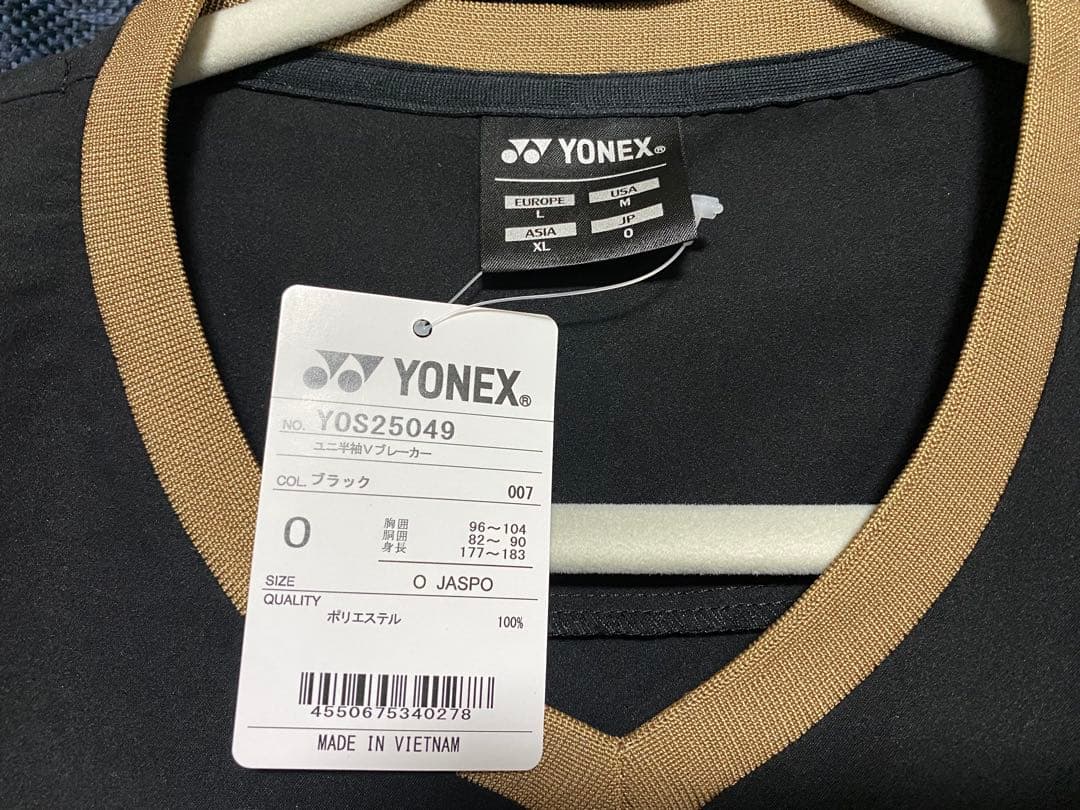 YONEX®
EUROPE USA
L M
ASIA JP
XL O
YONEX®
NO. YOS25049
ユニ半袖Vブレーカー
COL. ブラック 007
O
胸囲 96〜104
胴囲 82〜 90
身長 177〜183
SIZE O JASPO
QUALITY
ポリエステル 100%
4550675340278
MADE IN VIETNAM